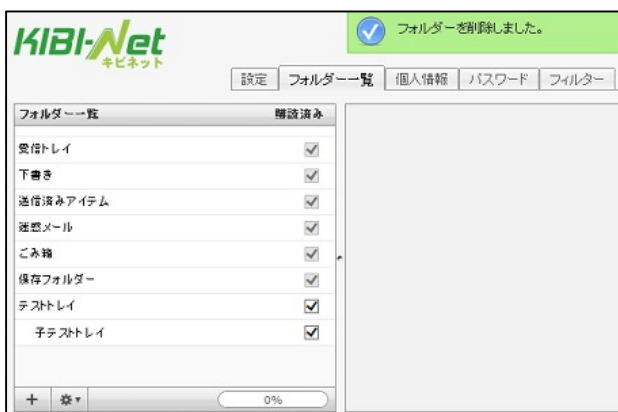 KIBI-Net
キビネット
フォルダーを削除しました。
設定 フォルダー一覧 個人情報 パスワード フィルター
フォルダー一覧 購読済み
受信トレイ
下書き
送信済みアイテム
迷惑メール
ごみ箱
保存フォルダー
テストトレイ
子テストトレイ
0%